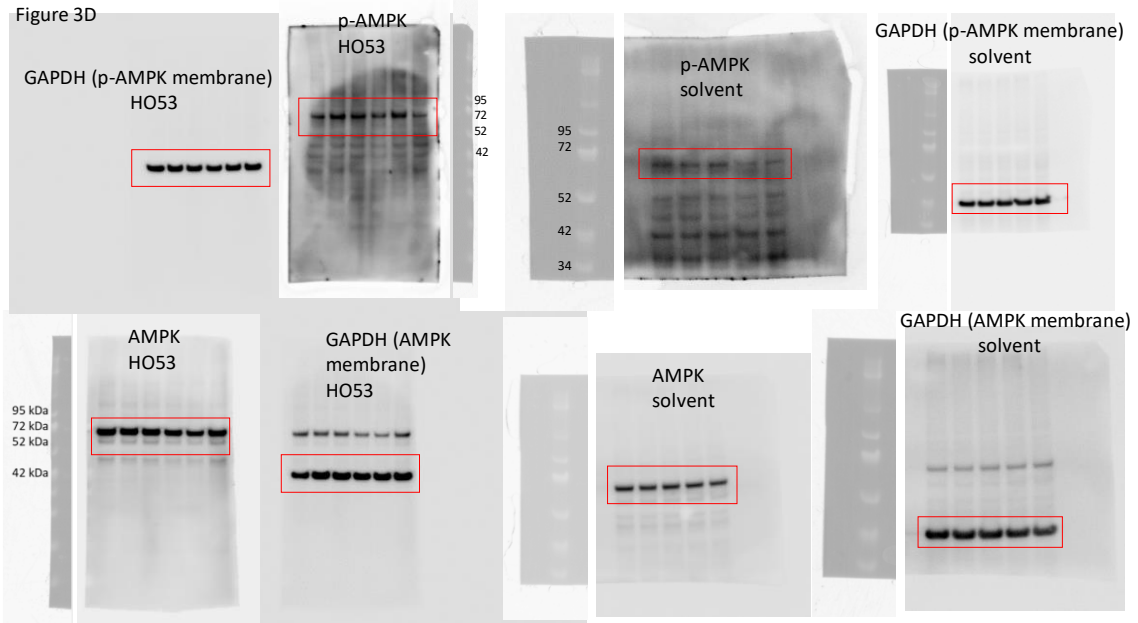 Figure 3D
GAPDH (p-AMPK membrane)
HO53
p-AMPK
HO53
95
72
52
42
p-AMPK
solvent
95
72
52
42
34
GAPDH (p-AMPK membrane)
solvent
AMPK
HO53
95 kDa
72 kDa
52 kDa
42 kDa
GAPDH (AMPK
membrane)
HO53
AMPK
solvent
GAPDH (AMPK membrane)
solvent